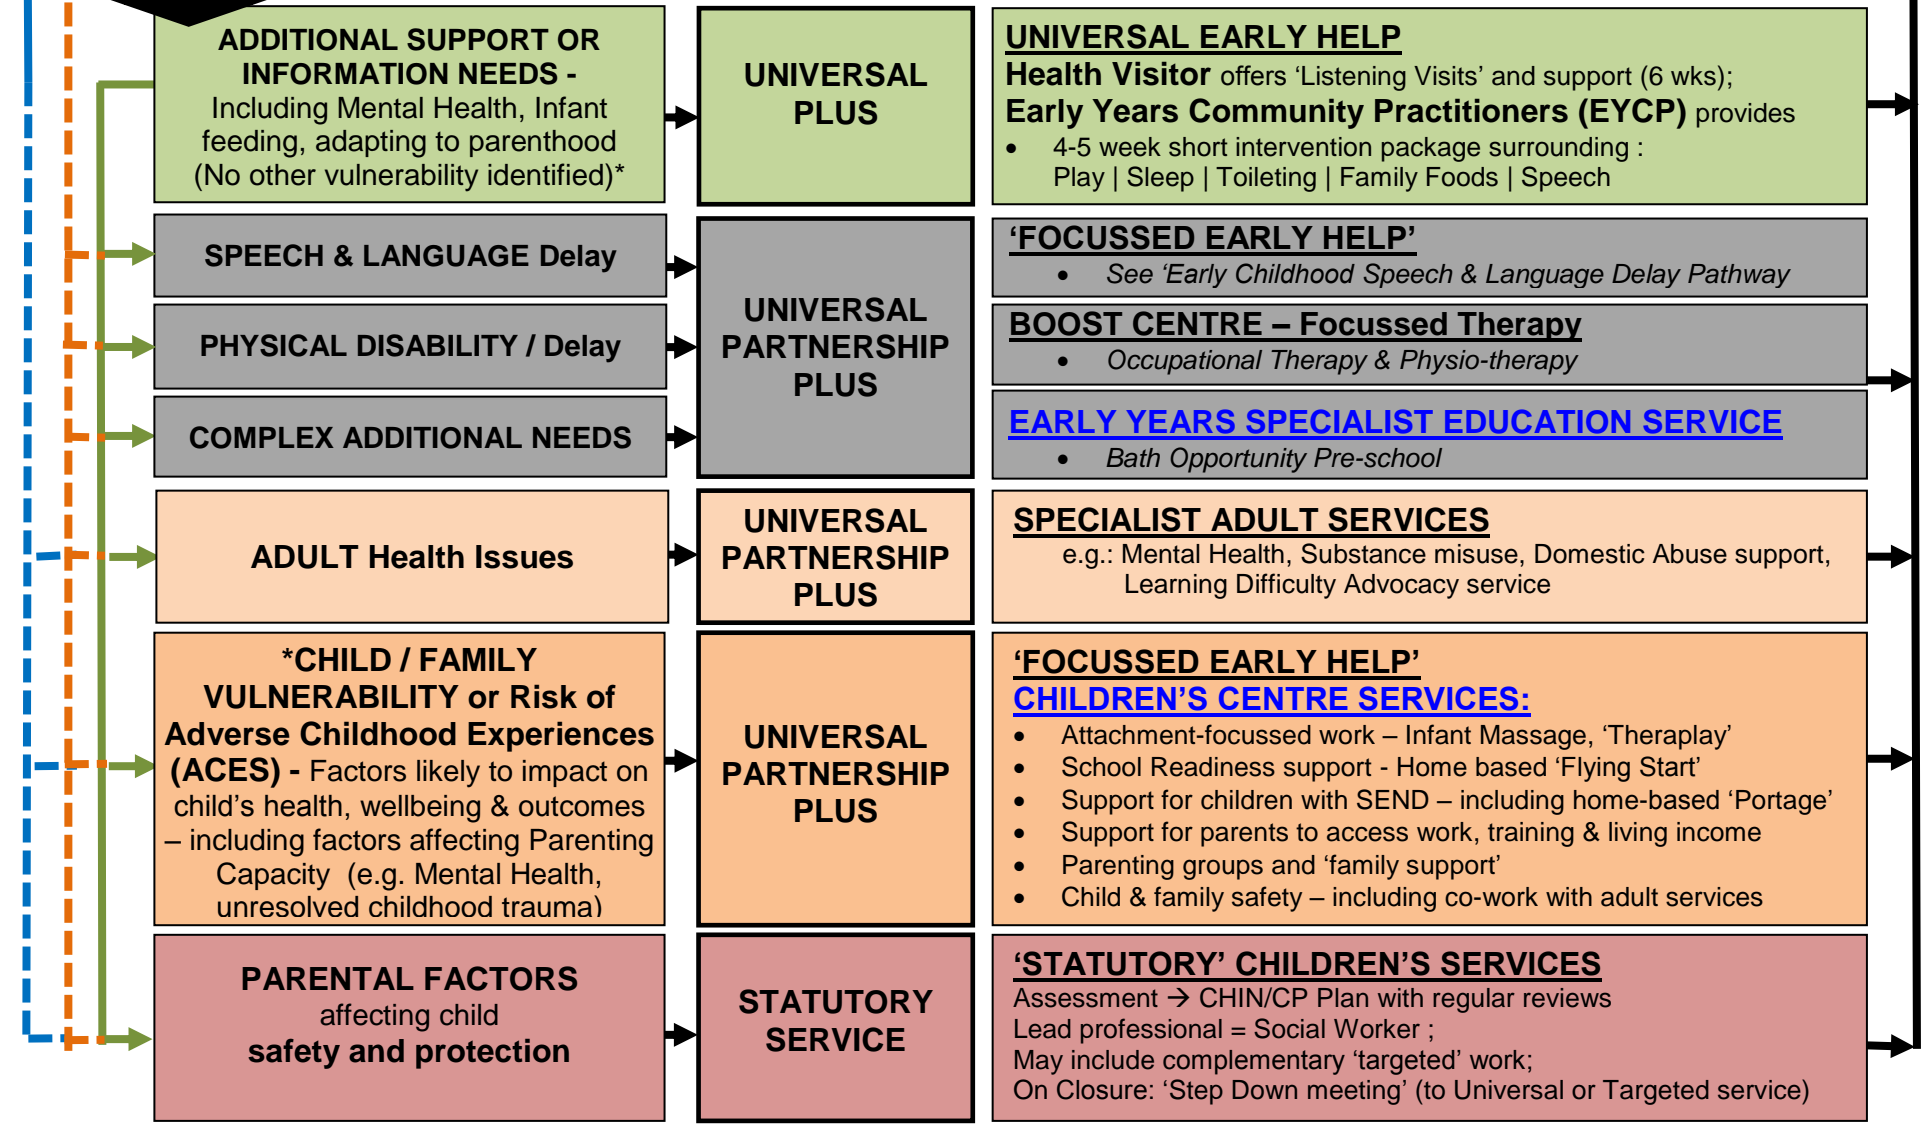 ADDITIONAL SUPPORT OR
INFORMATION NEEDS -
Including Mental Health, Infant
feeding, adapting to parenthood
(No other vulnerability identified)*
UNIVERSAL
PLUS
UNIVERSAL EARLY HELP
Health Visitor offers ‘Listening Visits’ and support (6 wks);
Early Years Community Practitioners (EYCP) provides
• 4-5 week short intervention package surrounding :
Play | Sleep | Toileting | Family Foods | Speech
SPEECH & LANGUAGE Delay
PHYSICAL DISABILITY / Delay
COMPLEX ADDITIONAL NEEDS
UNIVERSAL
PARTNERSHIP
PLUS
‘FOCUSSED EARLY HELP’
• See ‘Early Childhood Speech & Language Delay Pathway
BOOST CENTRE – Focussed Therapy
• Occupational Therapy & Physio-therapy
EARLY YEARS SPECIALIST EDUCATION SERVICE
• Bath Opportunity Pre-school
ADULT Health Issues
UNIVERSAL
PARTNERSHIP
PLUS
SPECIALIST ADULT SERVICES
e.g.: Mental Health, Substance misuse, Domestic Abuse support,
Learning Difficulty Advocacy service
*CHILD / FAMILY
VULNERABILITY or Risk of
Adverse Childhood Experiences
(ACES) - Factors likely to impact on
child’s health, wellbeing & outcomes
– including factors affecting Parenting
Capacity (e.g. Mental Health,
unresolved childhood trauma)
UNIVERSAL
PARTNERSHIP
PLUS
‘FOCUSSED EARLY HELP’
CHILDREN’S CENTRE SERVICES:
• Attachment-focussed work – Infant Massage, ‘Theraplay’
• School Readiness support - Home based ‘Flying Start’
• Support for children with SEND – including home-based ‘Portage’
• Support for parents to access work, training & living income
• Parenting groups and ‘family support’
• Child & family safety – including co-work with adult services
PARENTAL FACTORS
affecting child
safety and protection
STATUTORY
SERVICE
‘STATUTORY’ CHILDREN’S SERVICES
Assessment → CHIN/CP Plan with regular reviews
Lead professional = Social Worker ;
May include complementary ‘targeted’ work;
On Closure: ‘Step Down meeting’ (to Universal or Targeted service)